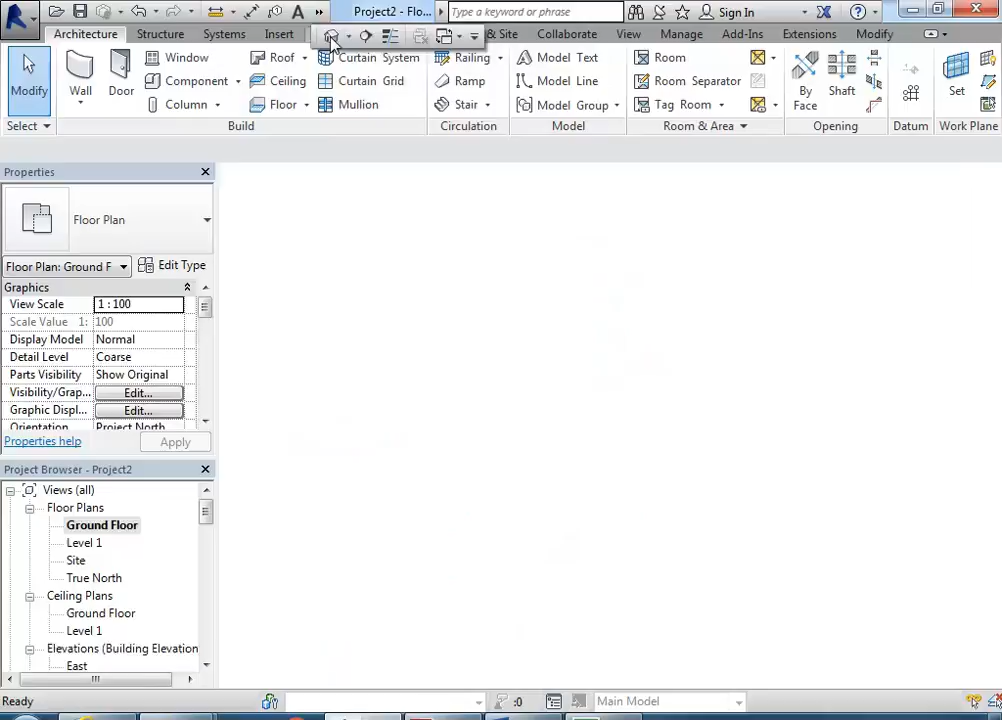 Project2 - Flo...
Type a keyword or phrase
Sign In
Architecture
Structure
Systems
Insert
& Site
Collaborate
View
Manage
Add-Ins
Extensions
Modify
Modify
Wall
Door
Window
Component
Column
Roof
Ceiling
Floor
Curtain System
Curtain Grid
Mullion
Railing
Ramp
Stair
Model Text
Model Line
Model Group
Room
Room Separator
Tag Room
By Face
Shaft
Set
Select
Build
Circulation
Model
Room & Area
Opening
Datum
Work Plane
Properties
Floor Plan
Floor Plan: Ground F
Edit Type
Graphics
View Scale 1 : 100
Scale Value 1: 100
Display Model Normal
Detail Level Coarse
Parts Visibility Show Original
Visibility/Grap... Edit...
Graphic Displ... Edit...
Orientation Project North
Properties help
Apply
Project Browser - Project2
Views (all)
Floor Plans
Ground Floor
Level 1
Site
True North
Ceiling Plans
Ground Floor
Level 1
Elevations (Building Elevation
East
Ready
:0
Main Model